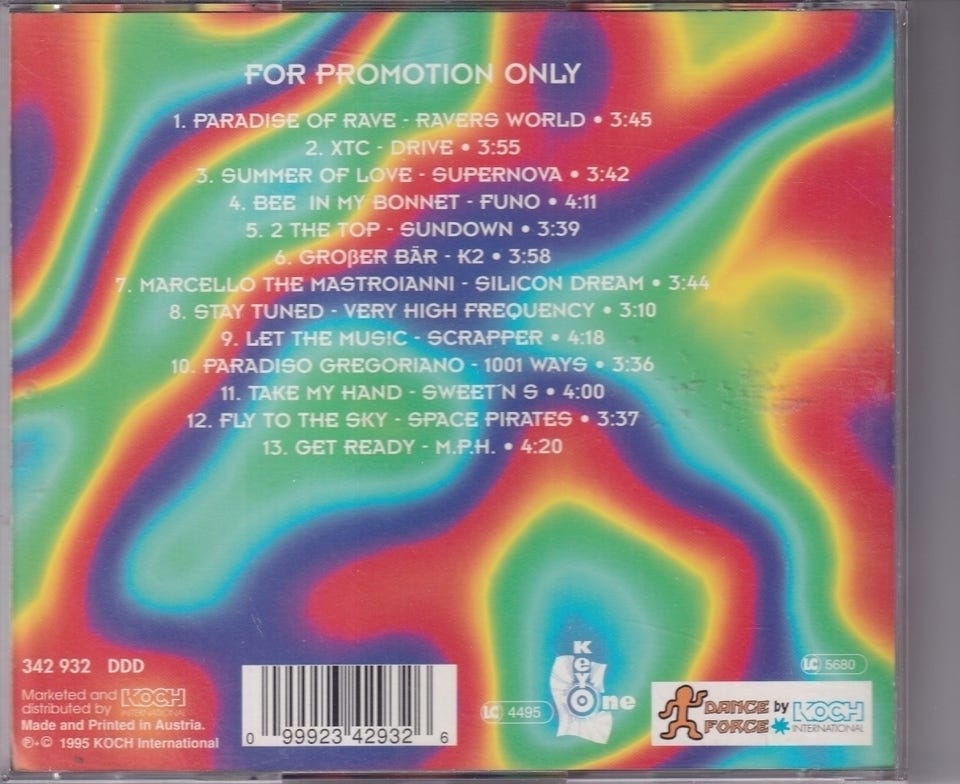 FOR PROMOTION ONLY
1. PARADISE OF RAVE - RAVERS WORLD • 3:45
2. XTC - DRIVE • 3:55
3. SUMMER OF LOVE - SUPERNOVA • 3:42
4. BEE IN MY BONNET - FUNO • 4:11
5. 2 THE TOP - SUNDOWN • 3:39
6. GROßER BÄR - K2 • 3:58
7. MARCELLO THE MASTROIANNI - SILICON DREAM • 3:44
8. STAY TUNED - VERY HIGH FREQUENCY • 3:10
9. LET THE MUSIC - SCRAPPER • 4:18
10. PARADISO GREGORIANO - 1001 WAYS • 3:36
11. TAKE MY HAND - SWEET´N S • 4:00
12. FLY TO THE SKY - SPACE PIRATES • 3:37
13. GET READY - M.P.H. • 4:20
342 932 DDD
Marketed and distributed by KOCH INTERNATIONAL
Made and Printed in Austria.
℗+© 1995 KOCH International
0 99923 42932 6
LC 4495
Key One
LC 5680
DANCE FORCE by KOCH INTERNATIONAL